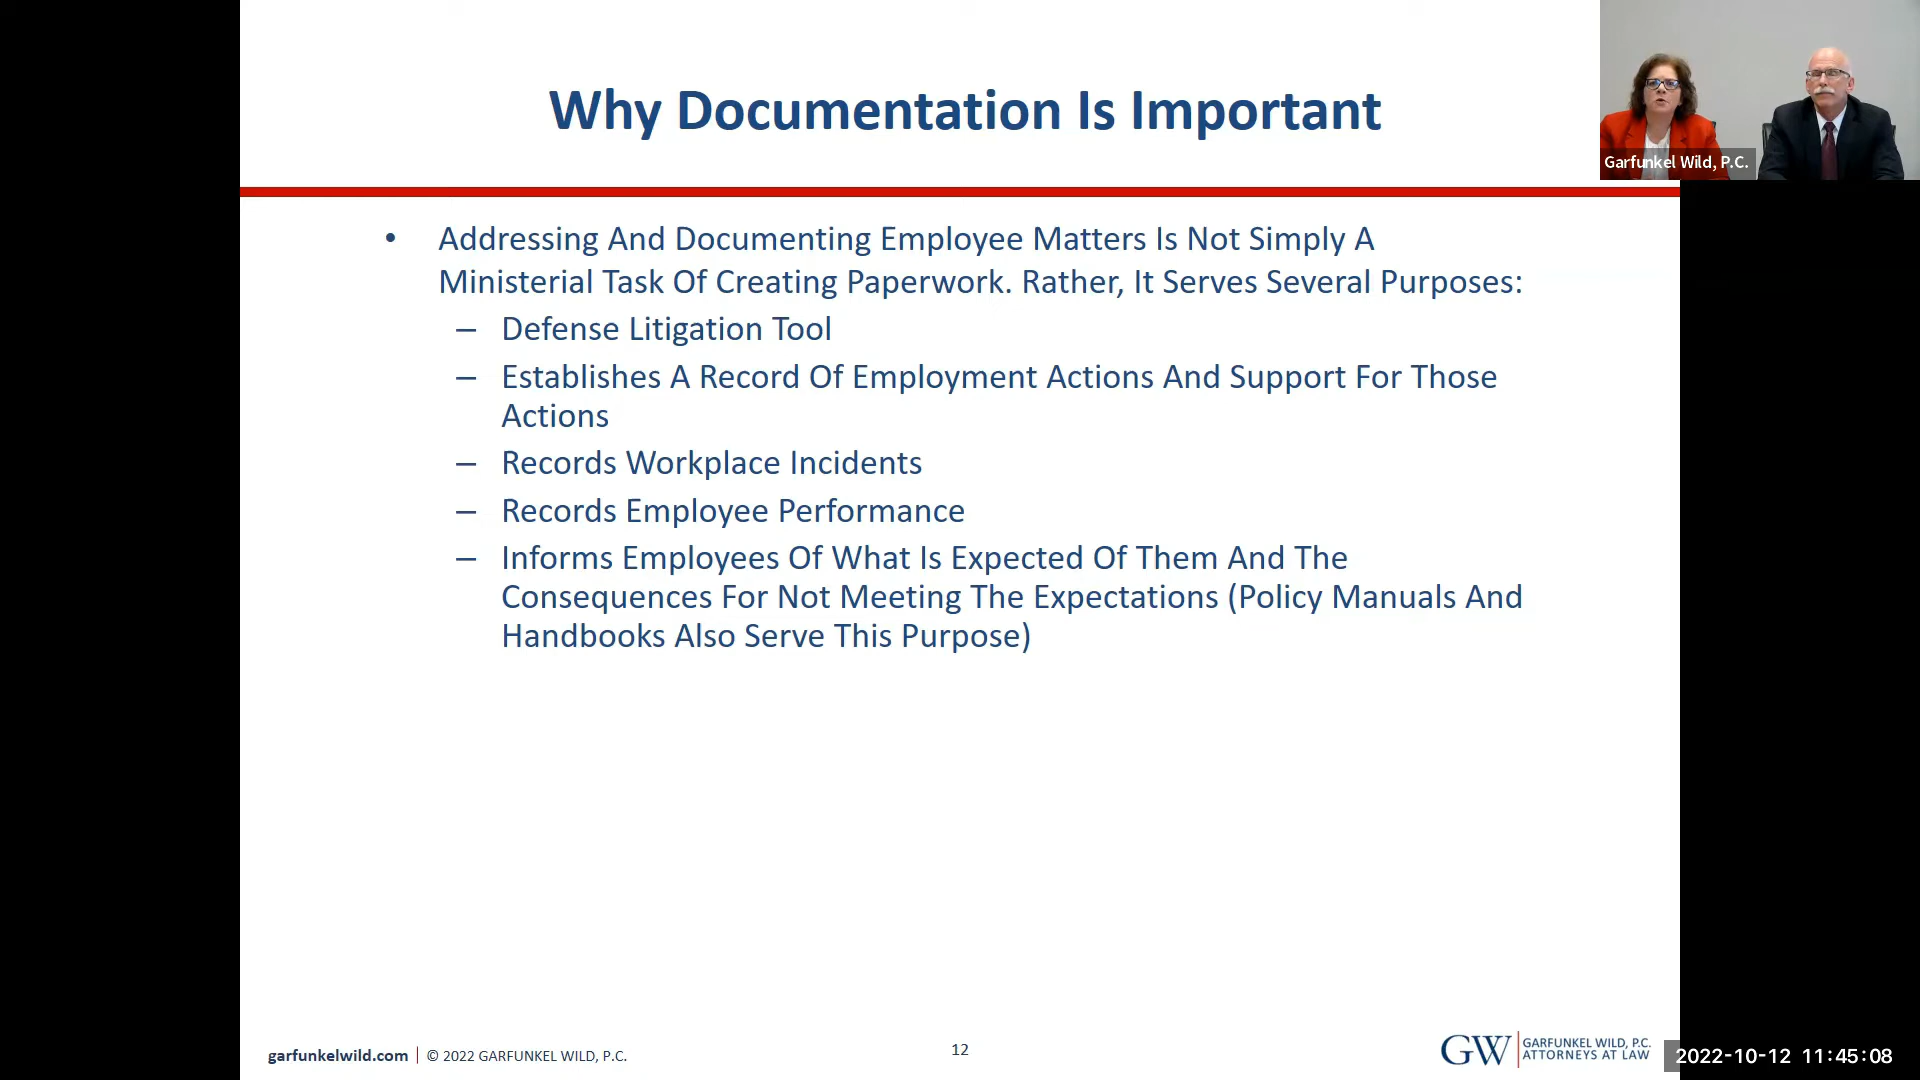 Why Documentation Is Important
Garfunkel Wild, P.C.
• Addressing And Documenting Employee Matters Is Not Simply A
Ministerial Task Of Creating Paperwork. Rather, It Serves Several Purposes:
– Defense Litigation Tool
– Establishes A Record Of Employment Actions And Support For Those
Actions
– Records Workplace Incidents
– Records Employee Performance
– Informs Employees Of What Is Expected Of Them And The
Consequences For Not Meeting The Expectations (Policy Manuals And
Handbooks Also Serve This Purpose)
garfunkelwild.com | © 2022 GARFUNKEL WILD, P.C.
12
GW
GARFUNKEL WILD, P.C.
ATTORNEYS AT LAW
2022-10-12 11:45:08